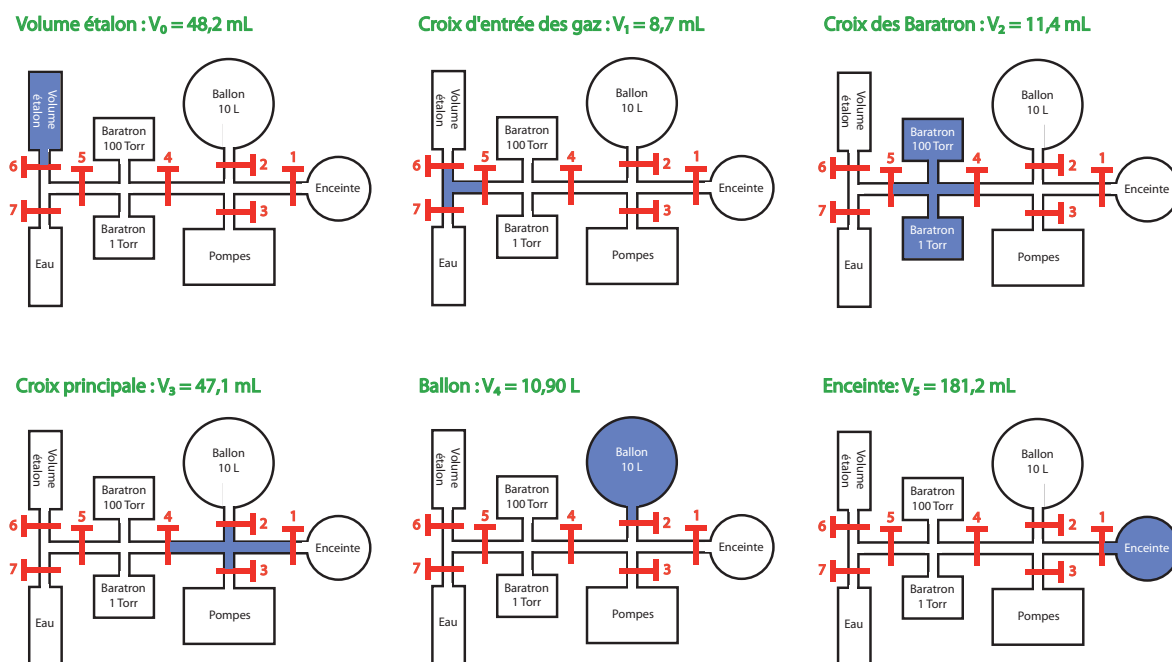 Volume étalon : V₀ = 48,2 mL
Volume
étalon
Baratron
100 Torr
Ballon
10 L
6
5
4
2
1
Enceinte
7
3
Baratron
1 Torr
Eau
Pompes
Croix d'entrée des gaz : V₁ = 8,7 mL
Volume
étalon
Baratron
100 Torr
Ballon
10 L
6
5
4
2
1
Enceinte
7
3
Baratron
1 Torr
Eau
Pompes
Croix des Baratron : V₂ = 11,4 mL
Volume
étalon
Baratron
100 Torr
Ballon
10 L
6
5
4
2
1
Enceinte
7
3
Baratron
1 Torr
Eau
Pompes
Croix principale : V₃ = 47,1 mL
Volume
étalon
Baratron
100 Torr
Ballon
10 L
6
5
4
2
1
Enceinte
7
3
Baratron
1 Torr
Eau
Pompes
Ballon : V₄ = 10,90 L
Volume
étalon
Baratron
100 Torr
Ballon
10 L
6
5
4
2
1
Enceinte
7
3
Baratron
1 Torr
Eau
Pompes
Enceinte: V₅ = 181,2 mL
Volume
étalon
Baratron
100 Torr
Ballon
10 L
6
5
4
2
1
Enceinte
7
3
Baratron
1 Torr
Eau
Pompes